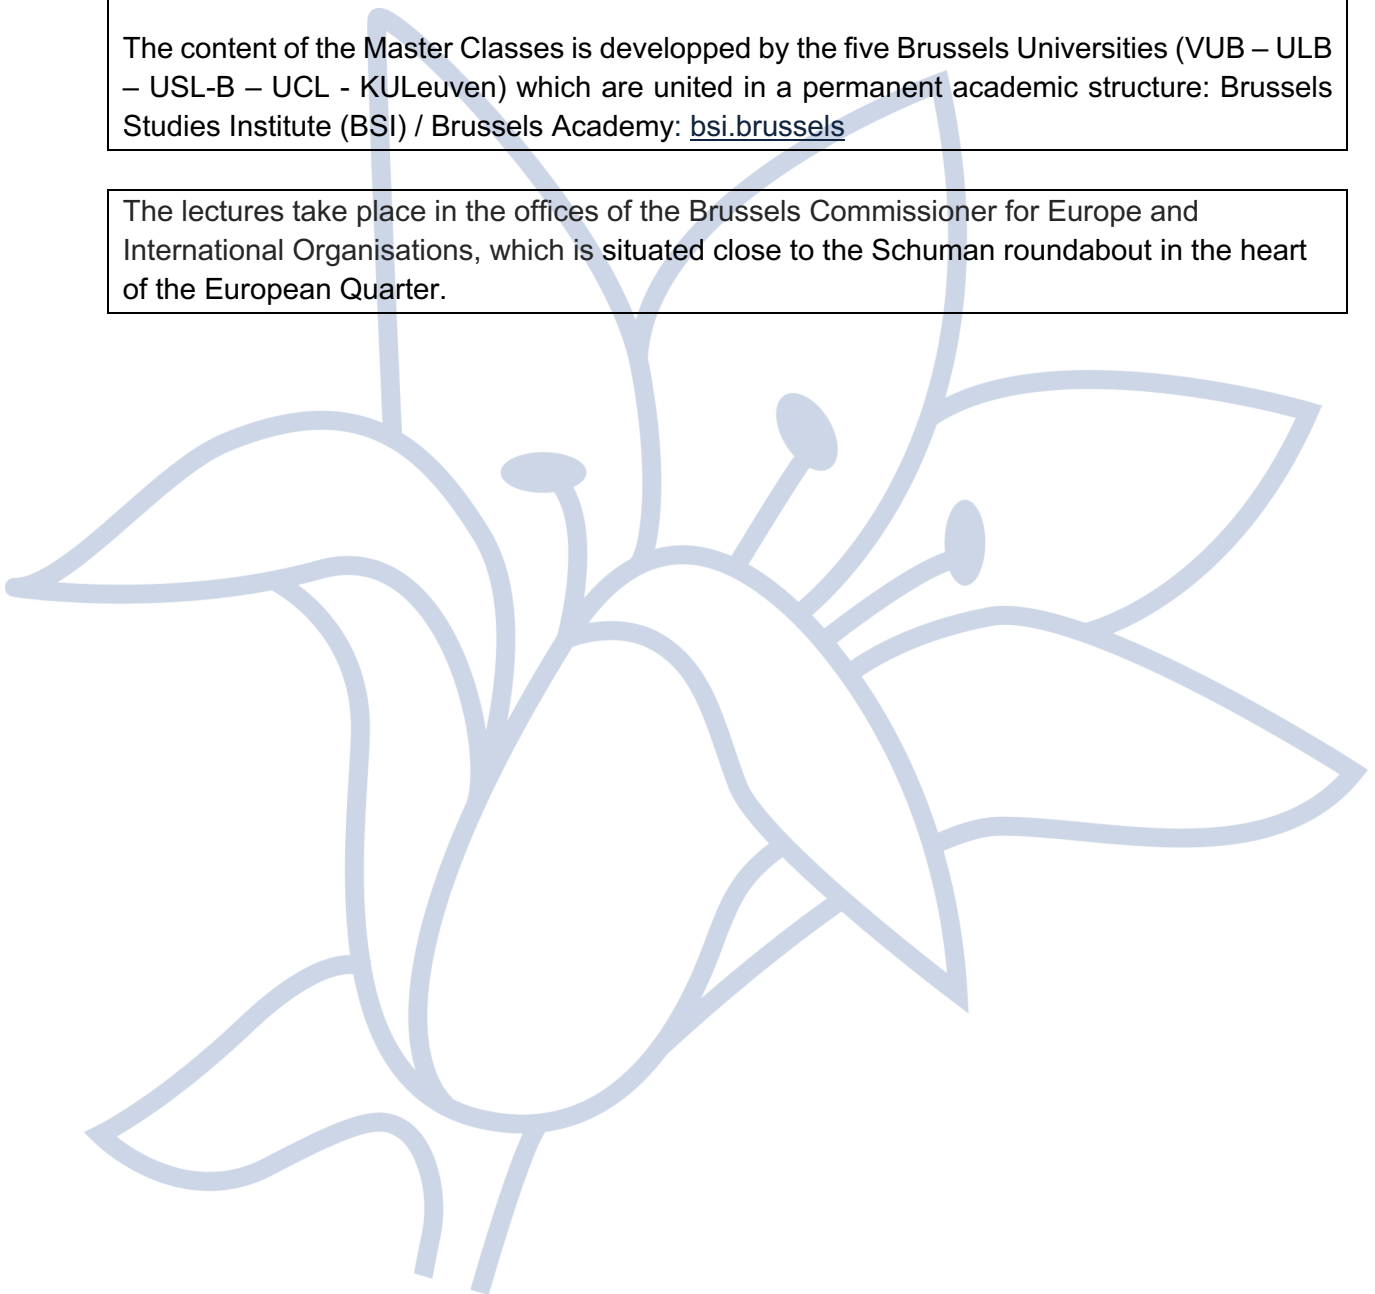 The content of the Master Classes is developped by the five Brussels Universities (VUB – ULB
– USL-B – UCL - KULeuven) which are united in a permanent academic structure: Brussels
Studies Institute (BSI) / Brussels Academy: bsi.brussels
The lectures take place in the offices of the Brussels Commissioner for Europe and
International Organisations, which is situated close to the Schuman roundabout in the heart
of the European Quarter.